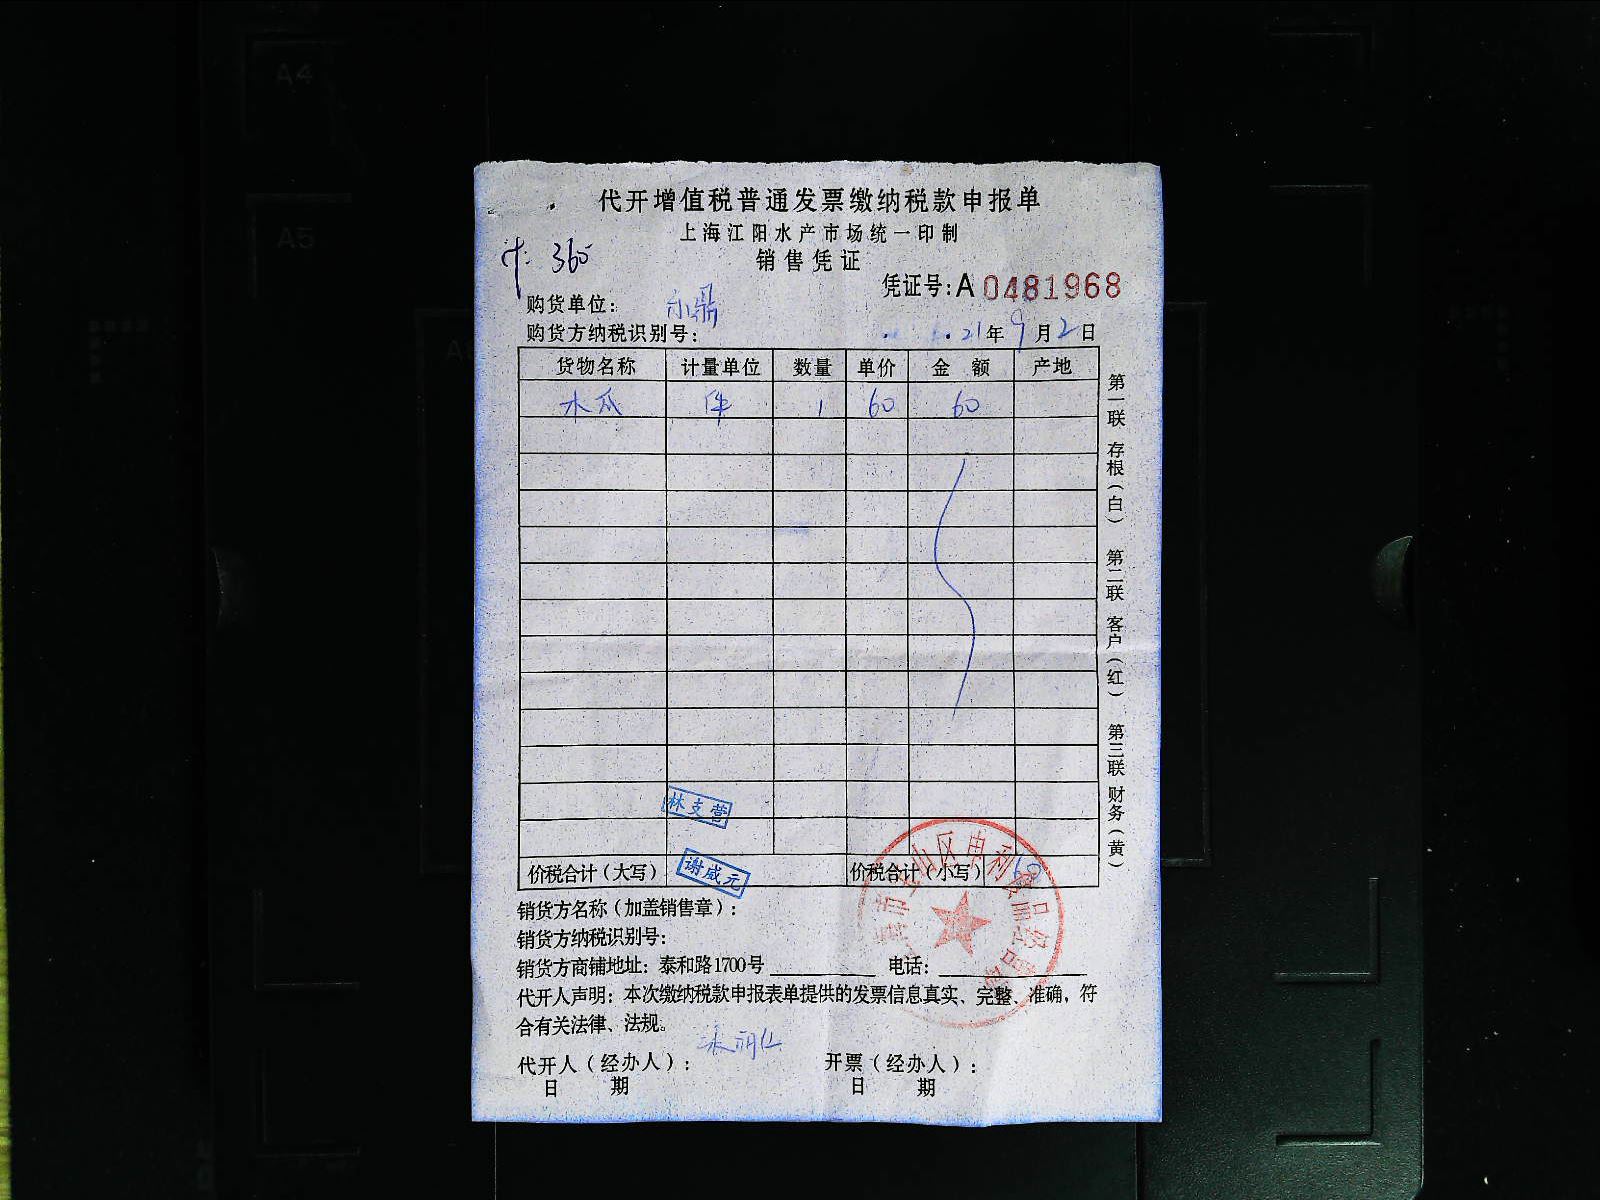 代开增值税普通发票缴纳税款申报单
上海江阳水产市场统一印制
销售凭证
360
凭证号:A0481968
购货单位: 永鼎
购货方纳税识别号:
21年9月2日
货物名称 计量单位 数量 单价 金 额 产地
木瓜 件 1 60 60
林支营
价税合计(大写) 谢咸元 价税合计(小写)
销货方名称(加盖销售章):
销货方纳税识别号:
销货方商铺地址: 泰和路1700号 电话:
代开人声明: 本次缴纳税款申报表单提供的发票信息真实、完整、准确, 符
合有关法律、法规。
代开人(经办人): 开票(经办人):
日 期 日 期
第一联 存根(白) 第二联 客户(红) 第三联 财务(黄)
A4
A5